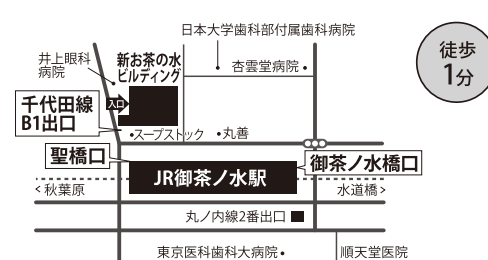 日本大学歯科部付属歯科病院
井上眼科
病院
新お茶の水
ビルディング
杏雲堂病院
徒歩
1分
千代田線
B1出口
入口
スープストック
丸善
聖橋口
JR御茶ノ水駅
御茶ノ水橋口
<秋葉原
水道橋>
丸ノ内線2番出口
東京医科歯科大病院
順天堂医院